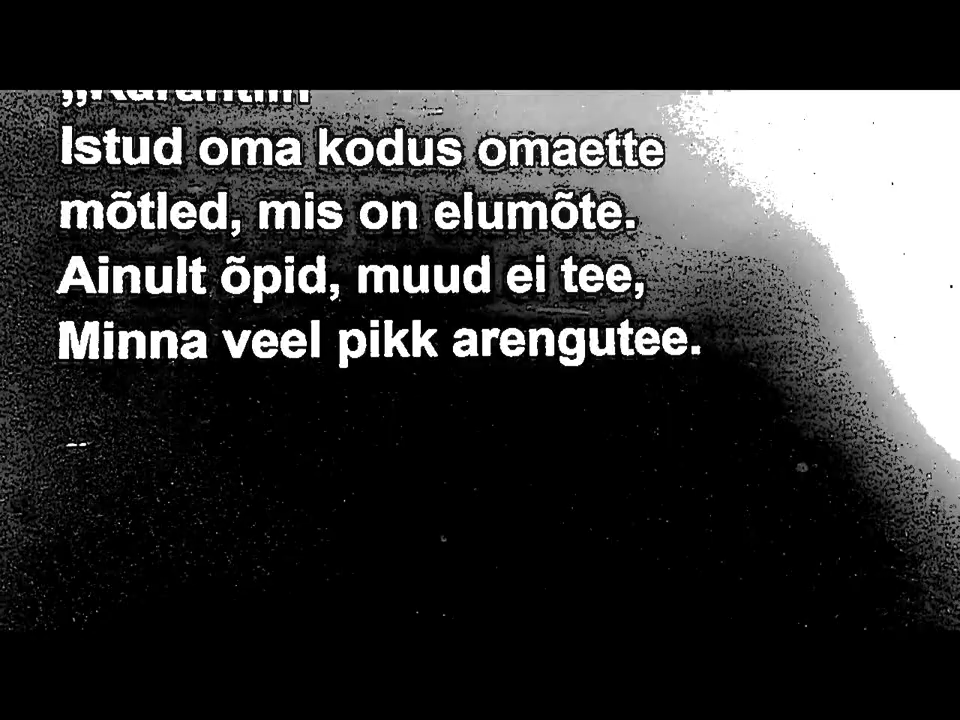 „Karantiin
Istud oma kodus omaette
mõtled, mis on elumõte.
Ainult õpid, muud ei tee,
Minna veel pikk arengutee.
--